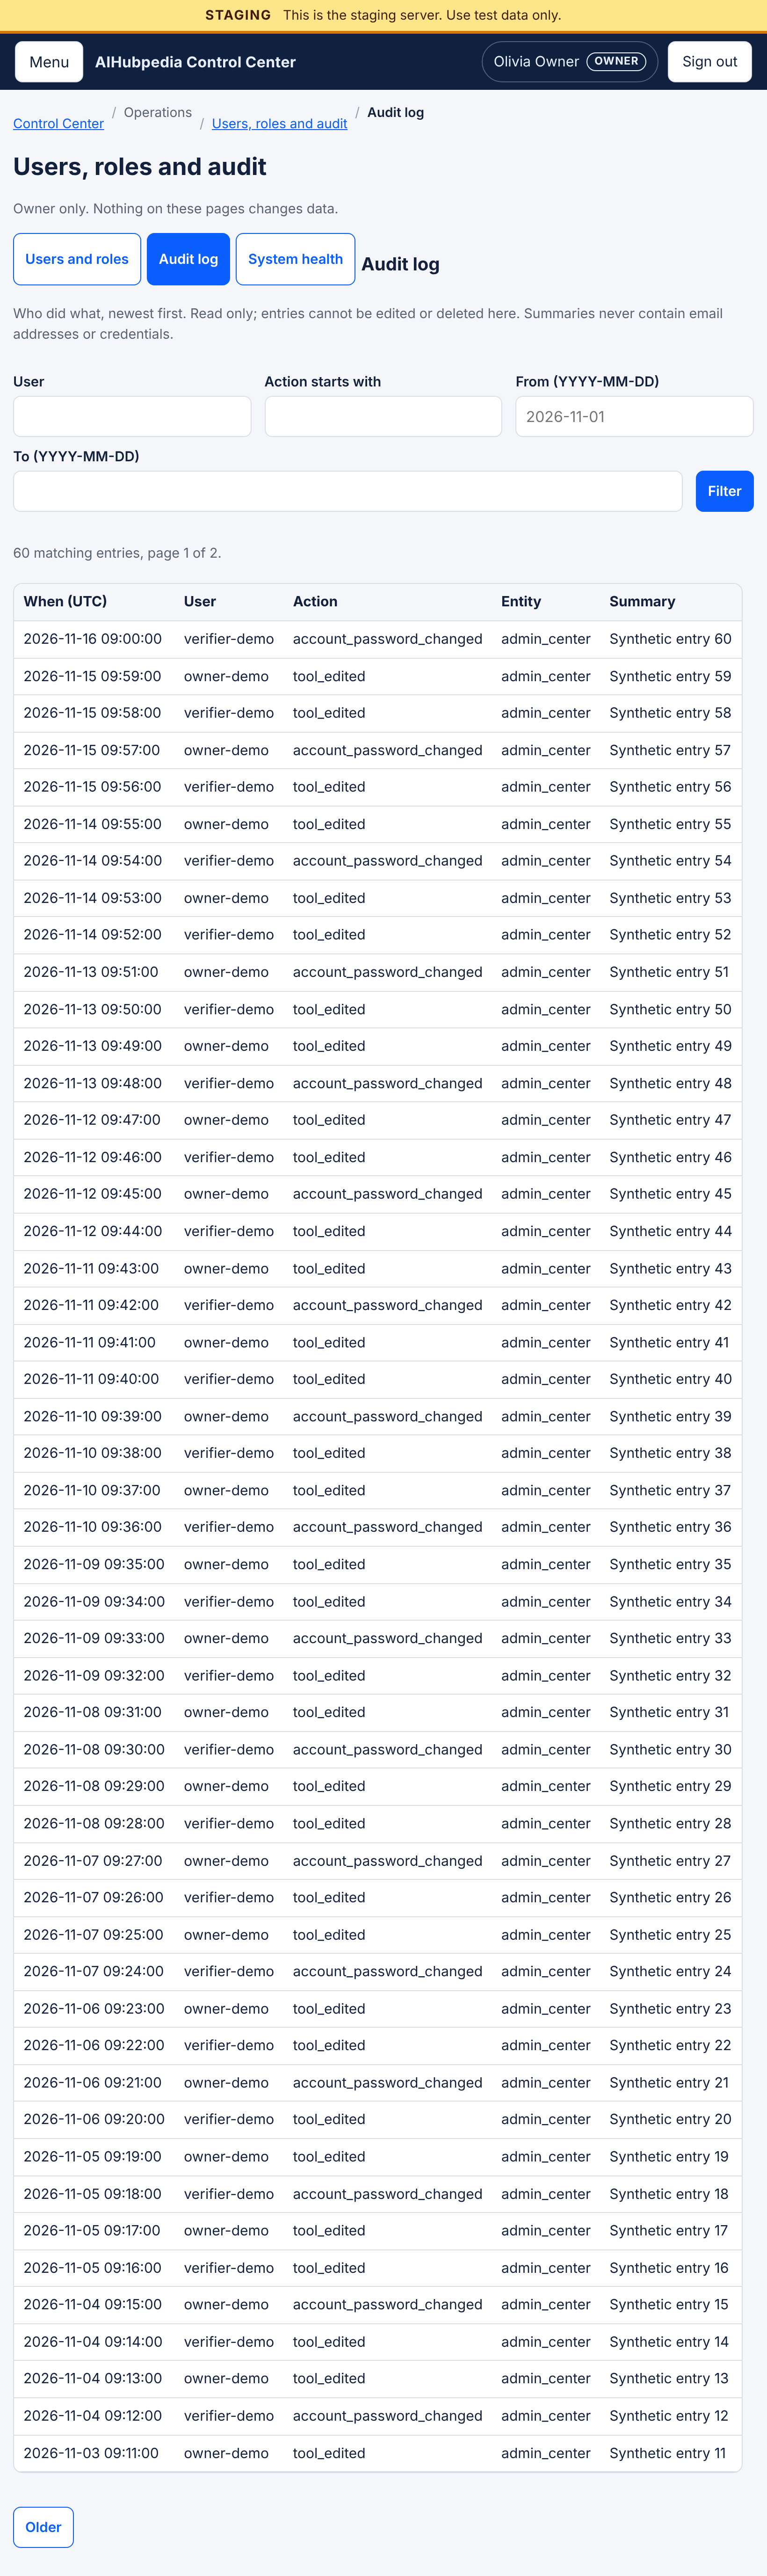 STAGING This is the staging server. Use test data only.
Menu AIHubpedia Control Center Olivia Owner OWNER Sign out
Control Center / Operations / Users, roles and audit / Audit log
Users, roles and audit
Owner only. Nothing on these pages changes data.
Users and roles Audit log System health Audit log
Who did what, newest first. Read only; entries cannot be edited or deleted here. Summaries never contain email
addresses or credentials.
User Action starts with From (YYYY-MM-DD)
2026-11-01
To (YYYY-MM-DD)
Filter
60 matching entries, page 1 of 2.
When (UTC) User Action Entity Summary
2026-11-16 09:00:00 verifier-demo account_password_changed admin_center Synthetic entry 60
2026-11-15 09:59:00 owner-demo tool_edited admin_center Synthetic entry 59
2026-11-15 09:58:00 verifier-demo tool_edited admin_center Synthetic entry 58
2026-11-15 09:57:00 owner-demo account_password_changed admin_center Synthetic entry 57
2026-11-15 09:56:00 verifier-demo tool_edited admin_center Synthetic entry 56
2026-11-14 09:55:00 owner-demo tool_edited admin_center Synthetic entry 55
2026-11-14 09:54:00 verifier-demo account_password_changed admin_center Synthetic entry 54
2026-11-14 09:53:00 owner-demo tool_edited admin_center Synthetic entry 53
2026-11-14 09:52:00 verifier-demo tool_edited admin_center Synthetic entry 52
2026-11-13 09:51:00 owner-demo account_password_changed admin_center Synthetic entry 51
2026-11-13 09:50:00 verifier-demo tool_edited admin_center Synthetic entry 50
2026-11-13 09:49:00 owner-demo tool_edited admin_center Synthetic entry 49
2026-11-13 09:48:00 verifier-demo account_password_changed admin_center Synthetic entry 48
2026-11-12 09:47:00 owner-demo tool_edited admin_center Synthetic entry 47
2026-11-12 09:46:00 verifier-demo tool_edited admin_center Synthetic entry 46
2026-11-12 09:45:00 owner-demo account_password_changed admin_center Synthetic entry 45
2026-11-12 09:44:00 verifier-demo tool_edited admin_center Synthetic entry 44
2026-11-11 09:43:00 owner-demo tool_edited admin_center Synthetic entry 43
2026-11-11 09:42:00 verifier-demo account_password_changed admin_center Synthetic entry 42
2026-11-11 09:41:00 owner-demo tool_edited admin_center Synthetic entry 41
2026-11-11 09:40:00 verifier-demo tool_edited admin_center Synthetic entry 40
2026-11-10 09:39:00 owner-demo account_password_changed admin_center Synthetic entry 39
2026-11-10 09:38:00 verifier-demo tool_edited admin_center Synthetic entry 38
2026-11-10 09:37:00 owner-demo tool_edited admin_center Synthetic entry 37
2026-11-10 09:36:00 verifier-demo account_password_changed admin_center Synthetic entry 36
2026-11-09 09:35:00 owner-demo tool_edited admin_center Synthetic entry 35
2026-11-09 09:34:00 verifier-demo tool_edited admin_center Synthetic entry 34
2026-11-09 09:33:00 owner-demo account_password_changed admin_center Synthetic entry 33
2026-11-09 09:32:00 verifier-demo tool_edited admin_center Synthetic entry 32
2026-11-08 09:31:00 owner-demo tool_edited admin_center Synthetic entry 31
2026-11-08 09:30:00 verifier-demo account_password_changed admin_center Synthetic entry 30
2026-11-08 09:29:00 owner-demo tool_edited admin_center Synthetic entry 29
2026-11-08 09:28:00 verifier-demo tool_edited admin_center Synthetic entry 28
2026-11-07 09:27:00 owner-demo account_password_changed admin_center Synthetic entry 27
2026-11-07 09:26:00 verifier-demo tool_edited admin_center Synthetic entry 26
2026-11-07 09:25:00 owner-demo tool_edited admin_center Synthetic entry 25
2026-11-07 09:24:00 verifier-demo account_password_changed admin_center Synthetic entry 24
2026-11-06 09:23:00 owner-demo tool_edited admin_center Synthetic entry 23
2026-11-06 09:22:00 verifier-demo tool_edited admin_center Synthetic entry 22
2026-11-06 09:21:00 owner-demo account_password_changed admin_center Synthetic entry 21
2026-11-06 09:20:00 verifier-demo tool_edited admin_center Synthetic entry 20
2026-11-05 09:19:00 owner-demo tool_edited admin_center Synthetic entry 19
2026-11-05 09:18:00 verifier-demo account_password_changed admin_center Synthetic entry 18
2026-11-05 09:17:00 owner-demo tool_edited admin_center Synthetic entry 17
2026-11-05 09:16:00 verifier-demo tool_edited admin_center Synthetic entry 16
2026-11-04 09:15:00 owner-demo account_password_changed admin_center Synthetic entry 15
2026-11-04 09:14:00 verifier-demo tool_edited admin_center Synthetic entry 14
2026-11-04 09:13:00 owner-demo tool_edited admin_center Synthetic entry 13
2026-11-04 09:12:00 verifier-demo account_password_changed admin_center Synthetic entry 12
2026-11-03 09:11:00 owner-demo tool_edited admin_center Synthetic entry 11
Older